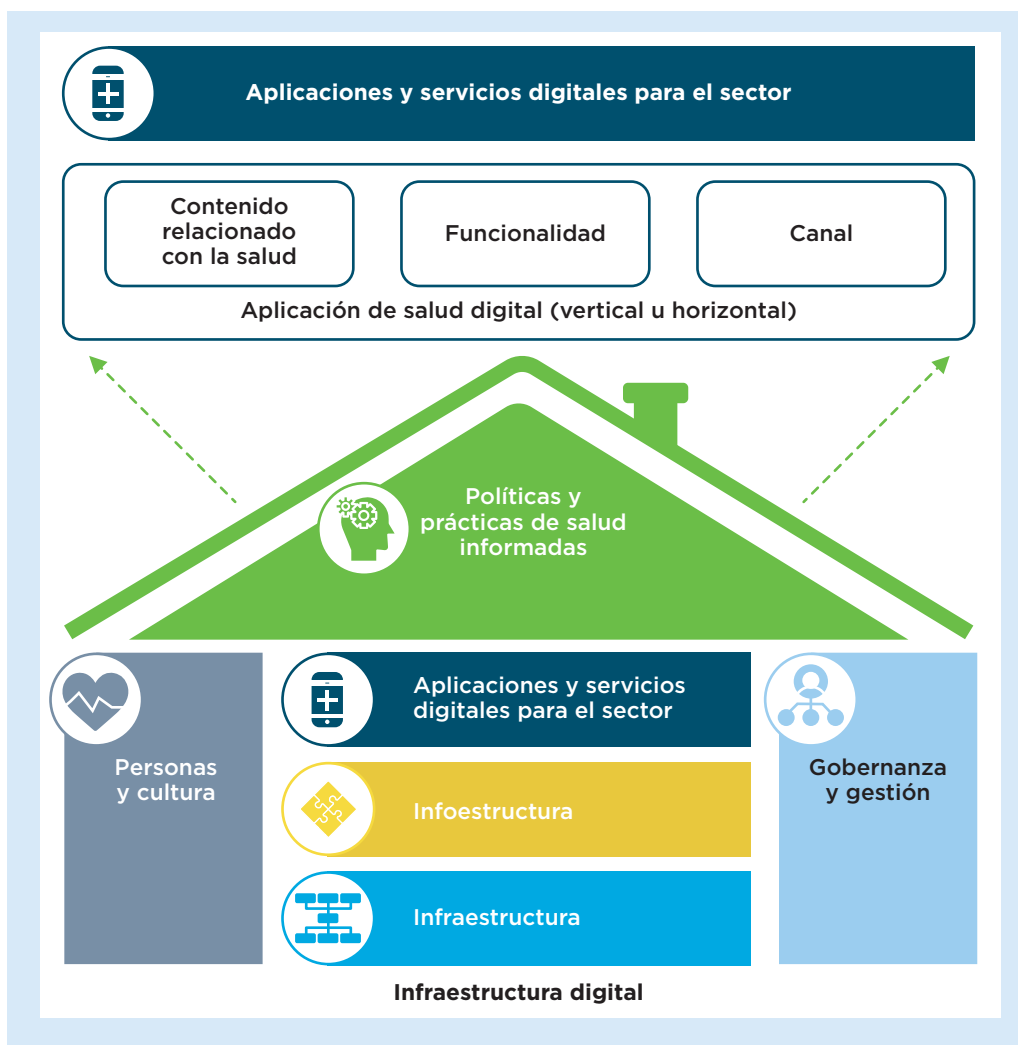 Aplicaciones y servicios digitales para el sector
Contenido
relacionado
con la salud
Funcionalidad
Canal
Aplicación de salud digital (vertical u horizontal)
Políticas y
prácticas de salud
informadas
Personas
y cultura
Aplicaciones y servicios
digitales para el sector
Infoestructura
Infraestructura
Gobernanza
y gestión
Infraestructura digital